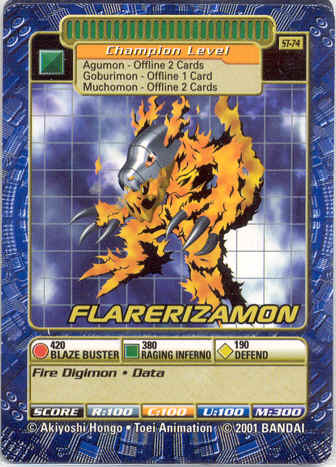 Champion Level
ST-74
Agumon - Offline 2 Cards
Goburimon - Offline 1 Card
Muchomon - Offline 2 Cards
FLARERIZAMON
420 BLAZE BUSTER
380 RAGING INFERNO
190 DEFEND
Fire Digimon • Data
SCORE R:100 C:100 U:100 M:300
© Akiyoshi Hongo • Toei Animation © 2001 BANDAI